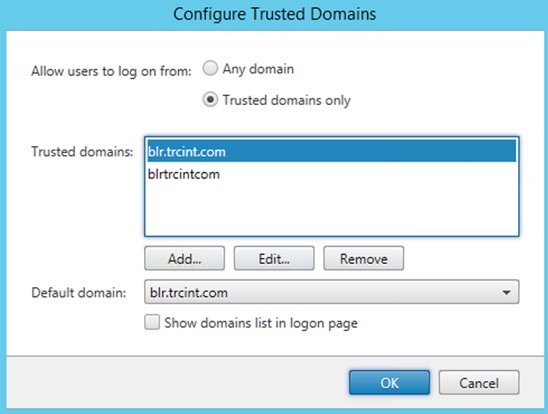 Configure Trusted Domains
Allow users to log on from: Any domain
Trusted domains only
Trusted domains: blr.trcint.com
blrtrcintcom
Add... Edit... Remove
Default domain: blr.trcint.com
Show domains list in logon page
OK Cancel